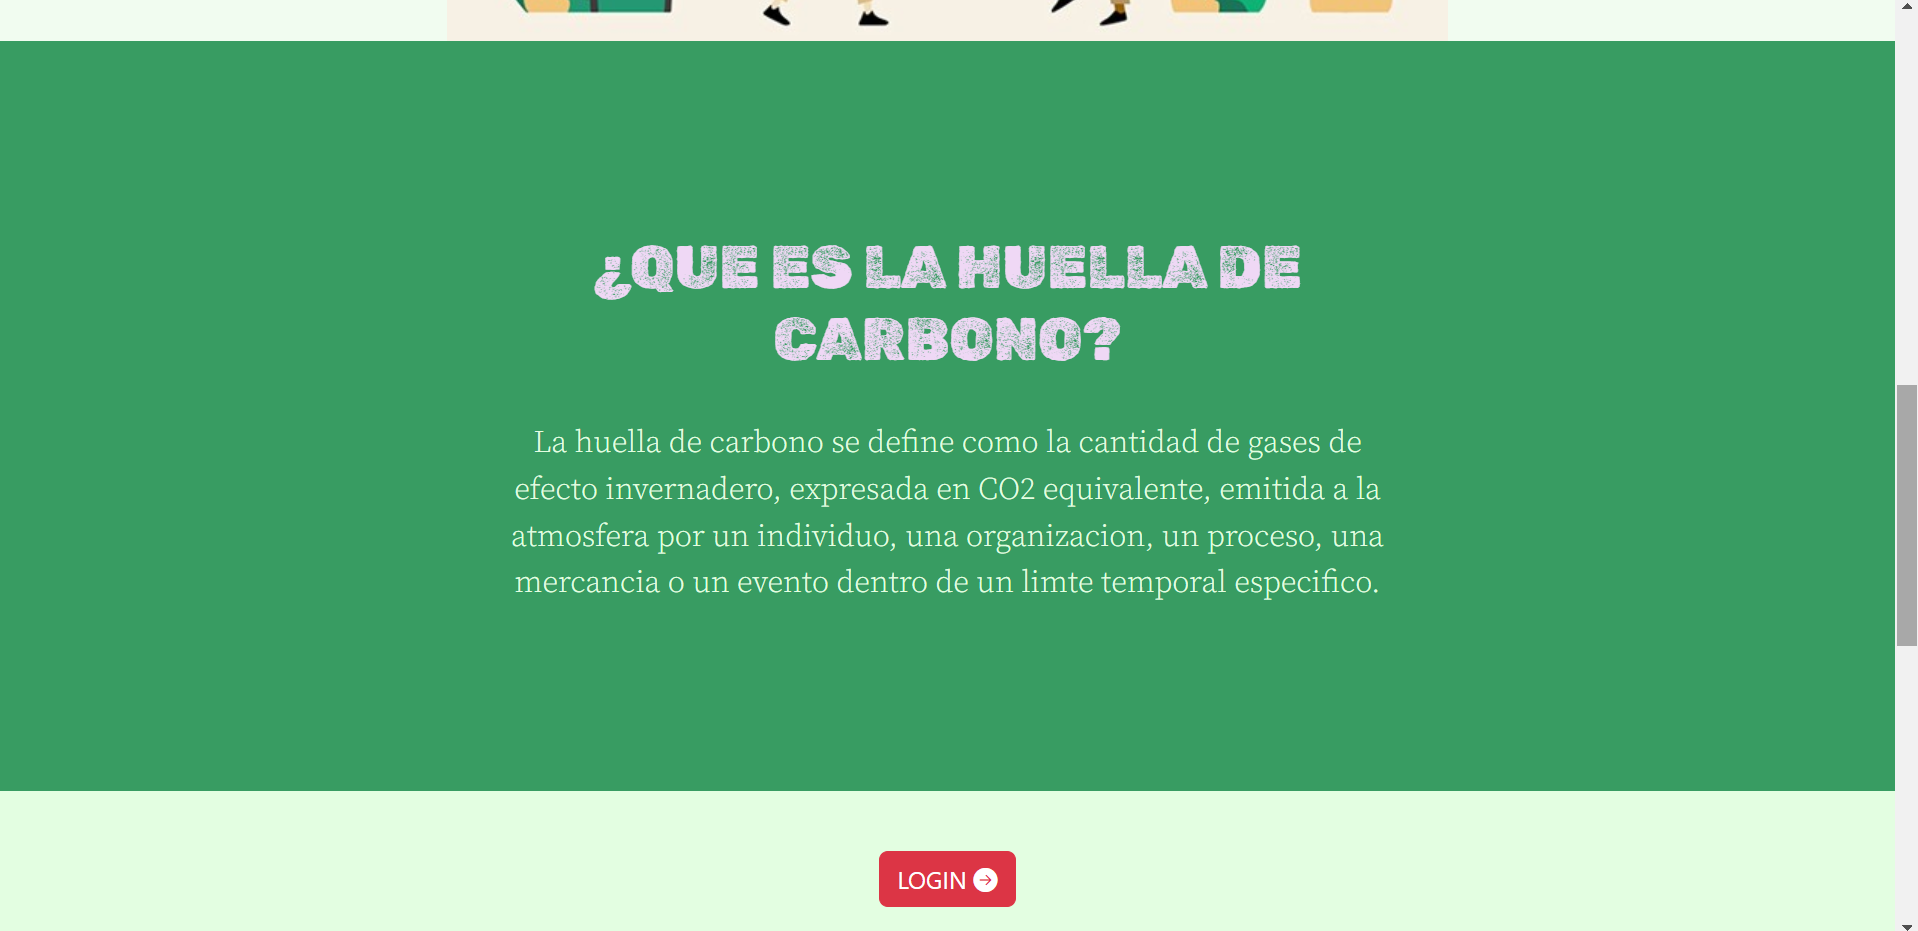 ¿QUE ES LA HUELLA DE
CARBONO?
La huella de carbono se define como la cantidad de gases de
efecto invernadero, expresada en CO2 equivalente, emitida a la
atmosfera por un individuo, una organizacion, un proceso, una
mercancia o un evento dentro de un limte temporal especifico.
LOGIN